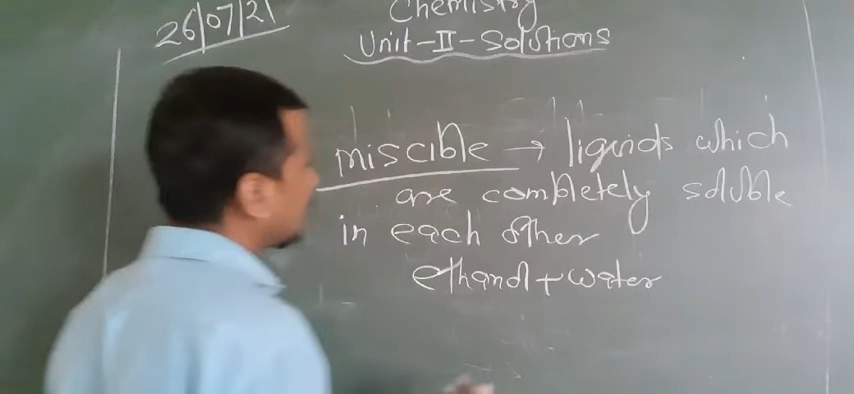 26/07/21
Chemistry
Unit-II-Solutions
miscible → liquids which
are completely soluble
in each other
ethanol+water